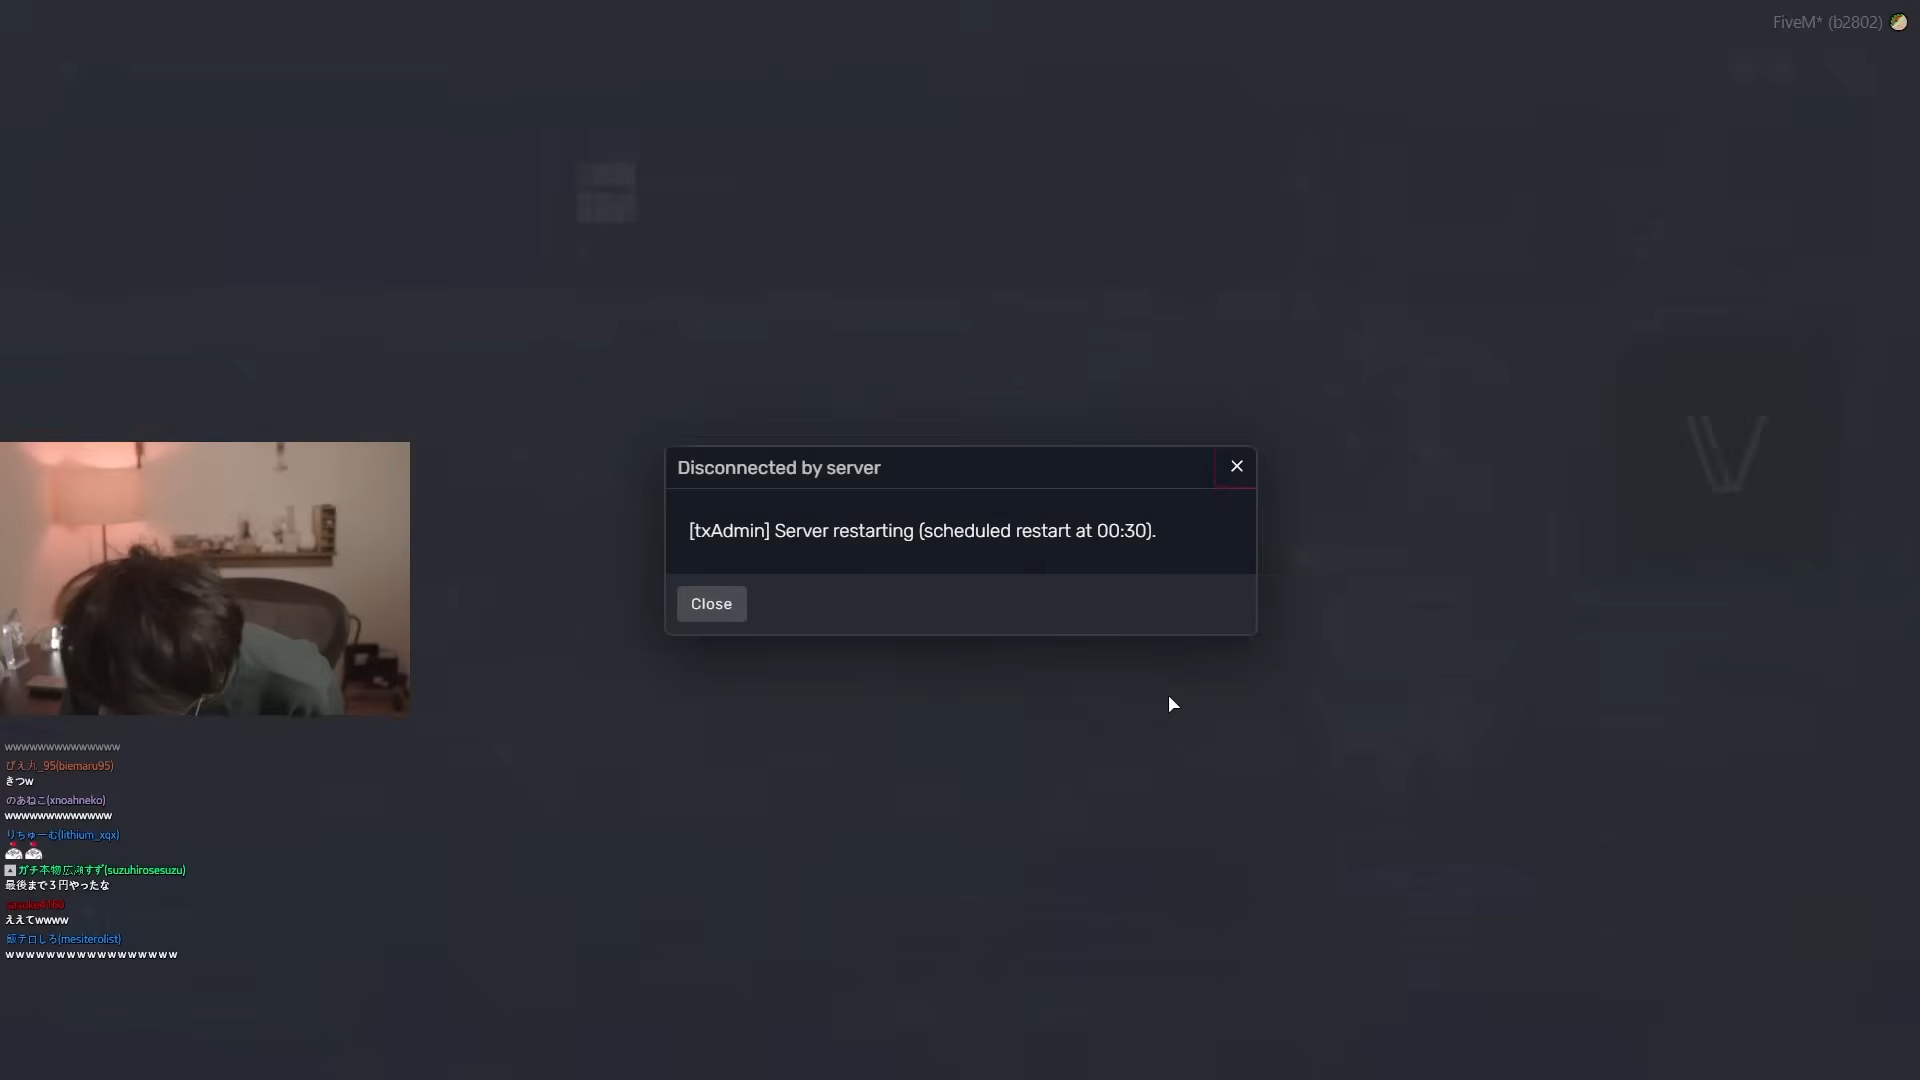 FiveM* (b2802)
Disconnected by server
[txAdmin] Server restarting (scheduled restart at 00:30).
Close
wwwwwwwwwwwwww
びえ丸_95(biemaru95)
きつw
のあねこ(xnoahneko)
wwwwwwwwwwwww
りちゅーむ(lithium_xqx)
ガチ本物広瀬すず(suzuhirosesuzu)
最後まで３円やったな
ええてwwww
飯テロしろ(mesiterolist)
ｗｗｗｗｗｗｗｗｗｗｗｗｗｗｗｗｗ